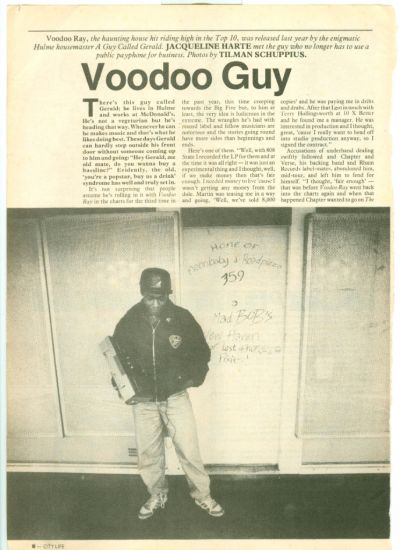 Voodoo Ray, the haunting house hit riding high in the Top 10, was released last year by the enigmatic
Hulme housemaster A Guy Called Gerald. JACQUELINE HARTE met the guy who no longer has to use a
public payphone for business. Photos by TILMAN SCHUPPIUS.
Voodoo Guy
There's this guy called
Gerald: he lives in Hulme
and works at McDonald's.
He's not a vegetarian but he's
heading that way. Whenever he can
he makes music and that's what he
likes doing best. These days Gerald
can hardly step outside his front
door without someone coming up
to him and going: "Hey Gerald, me
old mate, do you wanna buy a
bassline?" Evidently, the old,
'you're a popstar, buy us a drink'
syndrome has well and truly set in.
It's not surprising that people
assume he's rolling in it with Voodoo
Ray in the charts for the third time in
the past year, this time creeping
towards the Big Five but, to him at
least, the very idea is ludicrous in the
extreme. The wrangles he's had with
record label and fellow musicians are
notorious and the stories going round
have more sides than beginnings and
ends.
Here's one of them. "Well, with 808
State I recorded the LP for them and at
the time it was all right — it was just an
experimental thing and I thought, well,
if we make money then that's fair
enough. I needed money to live 'cause I
wasn't getting any money from the
dole. Martin was teasing me in a way
and going, 'Well, we've sold 8,000
copies' and he was paying me in dribs
and drabs. After that I got in touch with
Terry Hollingsworth at 10 X Better
and he found me a manager. He was
interested in production and I thought,
great, 'cause I really want to head off
into studio production anyway, so I
signed the contract."
Accusations of underhand dealing
swiftly followed and Chapter and
Verse, his backing band and Rham
Records label-mates, abandoned him,
mid-tour, and left him to fend for
himself. "I thought, 'fair enough' —
that was before Voodoo Ray went back
into the charts again and when that
happened Chapter wanted to go on The
HOME OF
359
Mad BOB'S
Lost
— CITY LIFE